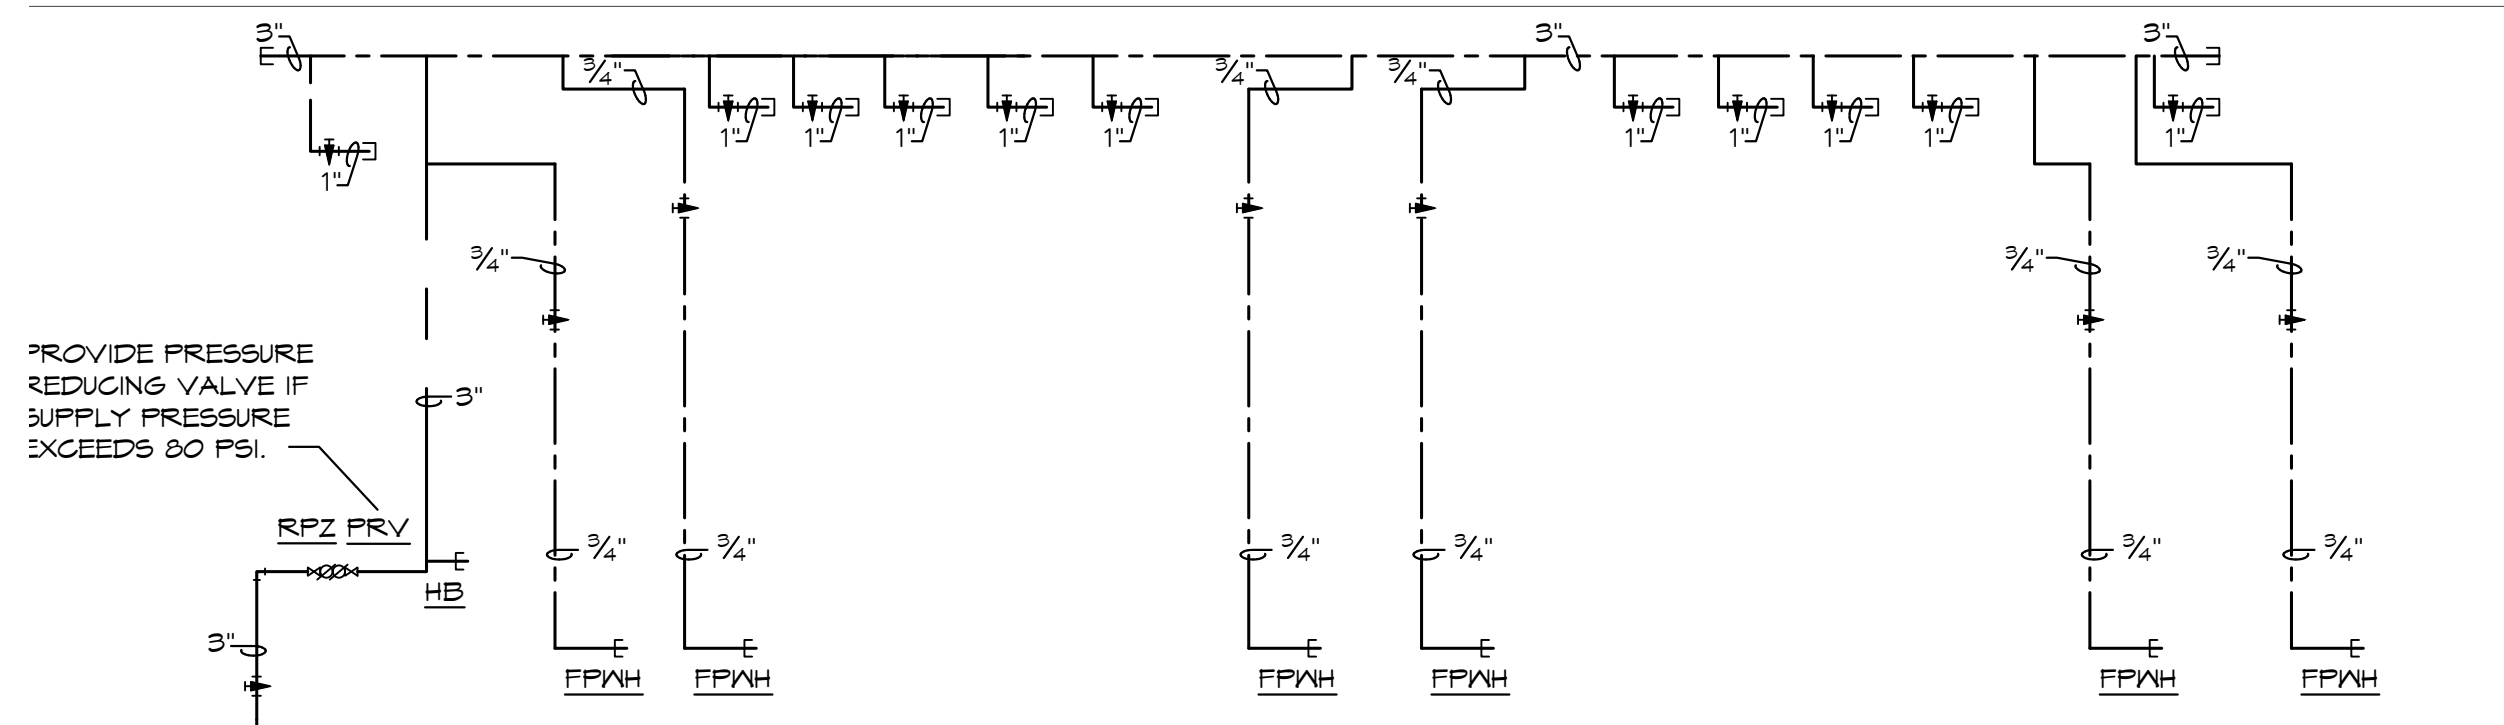 3"
3"
3"
3/4"
3/4"
3/4"
1"
1"
1"
1"
1"
1"
1"
1"
1"
1"
1"
3/4"
3/4"
3/4"
PROVIDE PRESSURE
REDUCING VALVE IF
SUPPLY PRESSURE
EXCEEDS 80 PSI.
3"
RPZ PRV
3/4"
3/4"
3/4"
3/4"
3/4"
3/4"
HB
3"
FPWH
FPWH
FPWH
FPWH
FPWH
FPWH